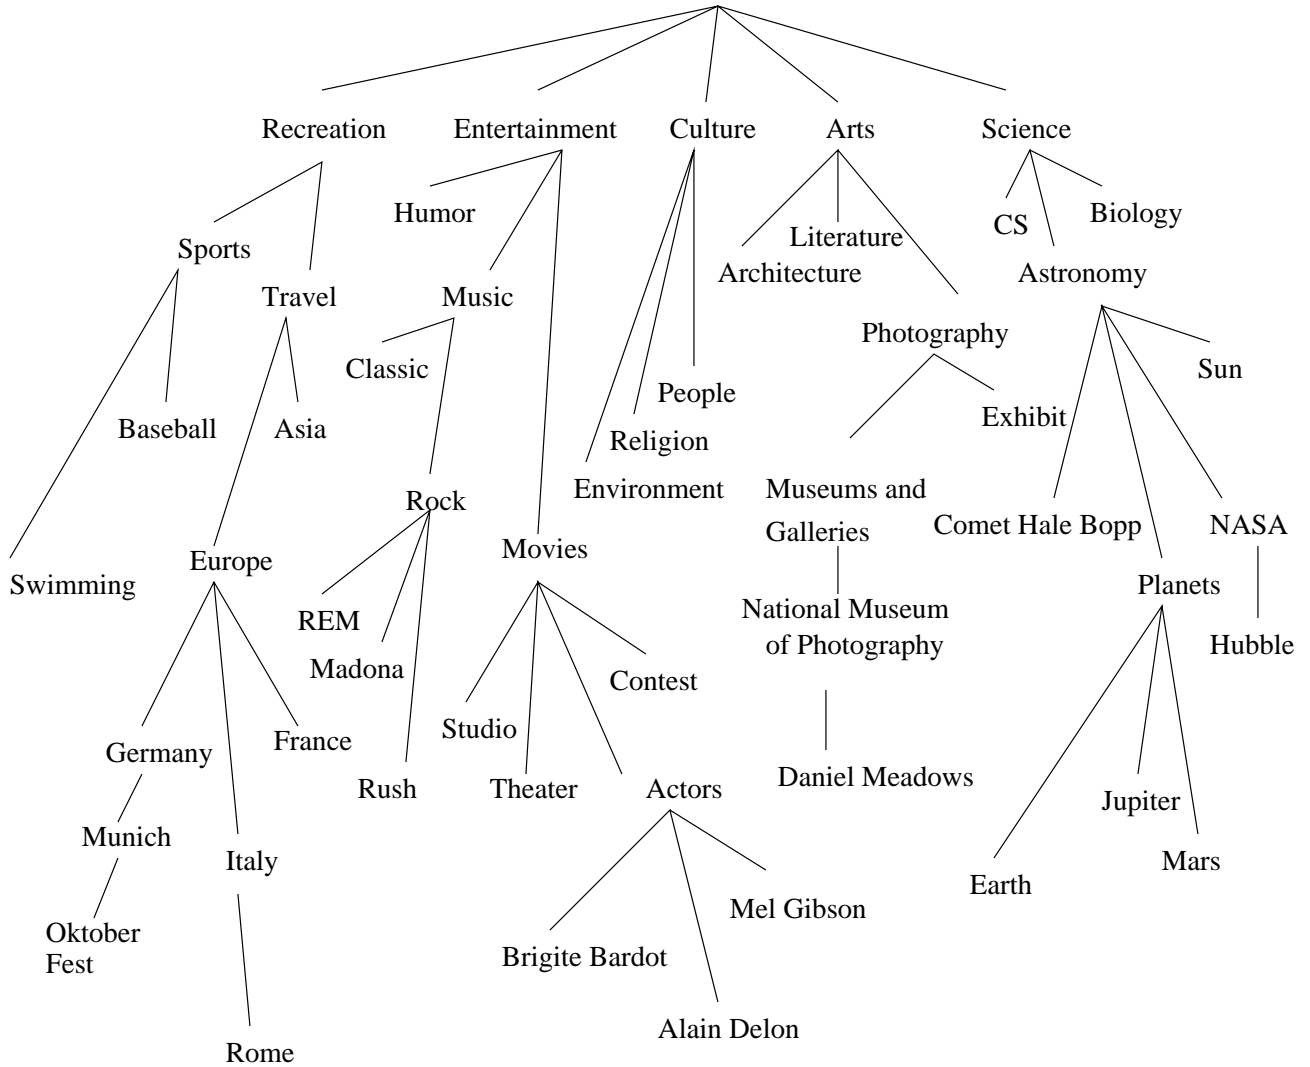 Recreation
Entertainment
Culture
Arts
Science
Humor
CS
Biology
Sports
Literature
Travel
Music
Architecture
Astronomy
Classic
Photography
Sun
People
Baseball
Asia
Religion
Exhibit
Environment
Museums and
Galleries
Rock
Comet Hale Bopp
NASA
Europe
Movies
Swimming
Planets
REM
National Museum
of Photography
Hubble
Madona
Contest
Germany
France
Studio
Rush
Theater
Actors
Daniel Meadows
Jupiter
Munich
Italy
Mars
Earth
Mel Gibson
Oktober
Fest
Brigite Bardot
Alain Delon
Rome